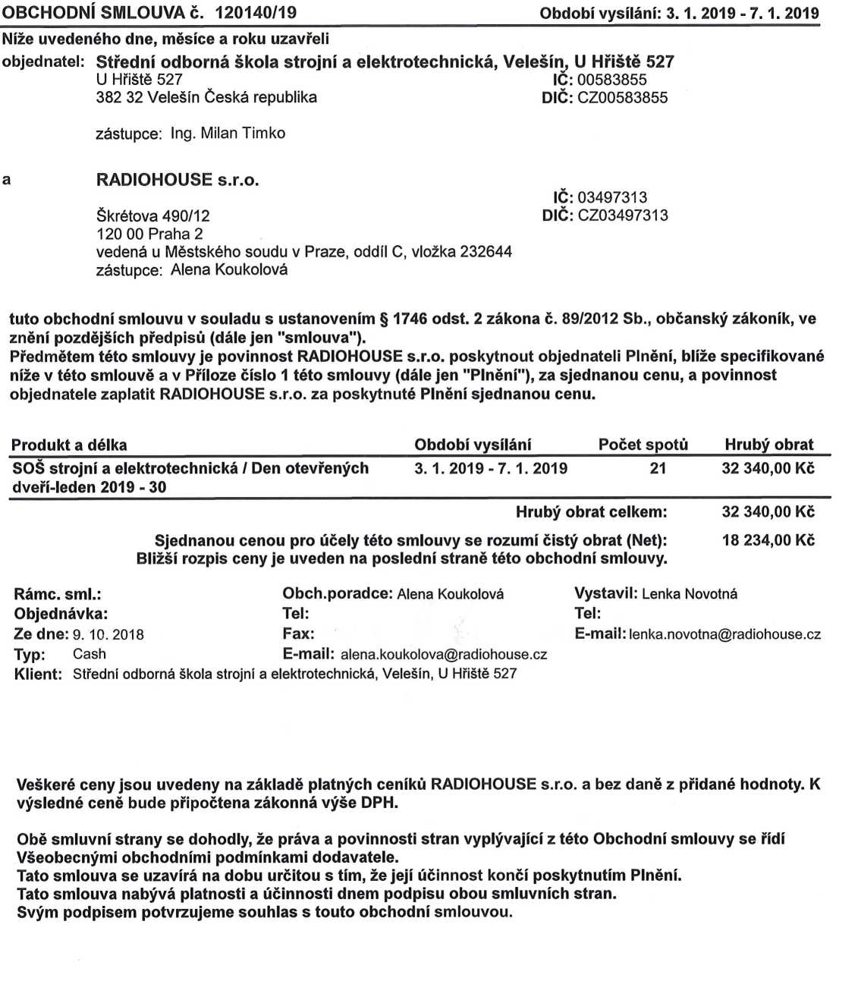 OBCHODNÍ SMLOUVA č. 120140/19 Období vysílání: 3. 1. 2019 - 7. 1. 2019
Níže uvedeného dne, měsíce a roku uzavřeli
objednatel: Střední odborná škola strojní a elektrotechnická, Velešín, U Hřiště 527
U Hřiště 527 IČ: 00583855
382 32 Velešín Česká republika DIČ: CZ00583855
zástupce: Ing. Milan Timko
a RADIOHOUSE s.r.o.
IČ: 03497313
Škrétova 490/12 DIČ: CZ03497313
120 00 Praha 2
vedená u Městského soudu v Praze, oddíl C, vložka 232644
zástupce: Alena Koukolová
tuto obchodní smlouvu v souladu s ustanovením § 1746 odst. 2 zákona č. 89/2012 Sb., občanský zákoník, ve
znění pozdějších předpisů (dále jen "smlouva").
Předmětem této smlouvy je povinnost RADIOHOUSE s.r.o. poskytnout objednateli Plnění, blíže specifikované
níže v této smlouvě a v Příloze číslo 1 této smlouvy (dále jen "Plnění"), za sjednanou cenu, a povinnost
objednatele zaplatit RADIOHOUSE s.r.o. za poskytnuté Plnění sjednanou cenu.
Produkt a délka Období vysílání Počet spotů Hrubý obrat
SOŠ strojní a elektrotechnická / Den otevřených 3. 1. 2019 - 7. 1. 2019 21 32 340,00 Kč
dveří-leden 2019 - 30
Hrubý obrat celkem: 32 340,00 Kč
Sjednanou cenou pro účely této smlouvy se rozumí čistý obrat (Net): 18 234,00 Kč
Bližší rozpis ceny je uveden na poslední straně této obchodní smlouvy.
Rámc. sml.: Obch.poradce: Alena Koukolová Vystavil: Lenka Novotná
Objednávka: Tel: Tel:
Ze dne: 9. 10. 2018 Fax: E-mail: lenka.novotna@radiohouse.cz
Typ: Cash E-mail: alena.koukolova@radiohouse.cz
Klient: Střední odborná škola strojní a elektrotechnická, Velešín, U Hřiště 527
Veškeré ceny jsou uvedeny na základě platných ceníků RADIOHOUSE s.r.o. a bez daně z přidané hodnoty. K
výsledné ceně bude připočtena zákonná výše DPH.
Obě smluvní strany se dohodly, že práva a povinnosti stran vyplývající z této Obchodní smlouvy se řídí
Všeobecnými obchodními podmínkami dodavatele.
Tato smlouva se uzavírá na dobu určitou s tím, že její účinnost končí poskytnutím Plnění.
Tato smlouva nabývá platnosti a účinnosti dnem podpisu obou smluvních stran.
Svým podpisem potvrzujeme souhlas s touto obchodní smlouvou.